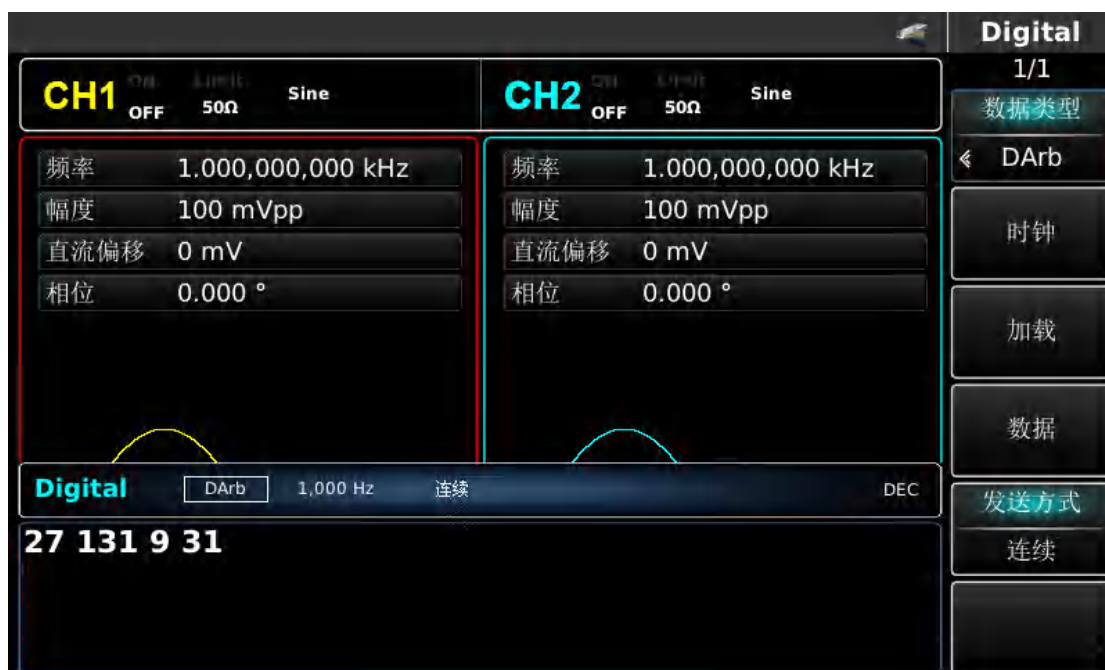 Digital
1/1
CH1 ON OFF Limit 50Ω Sine
CH2 ON OFF Limit 50Ω Sine
数据类型
DArb
频率 1.000,000,000 kHz
幅度 100 mVpp
直流偏移 0 mV
相位 0.000 °
频率 1.000,000,000 kHz
幅度 100 mVpp
直流偏移 0 mV
相位 0.000 °
时钟
加载
数据
Digital DArb 1,000 Hz 连续 DEC
27 131 9 31
发送方式
连续